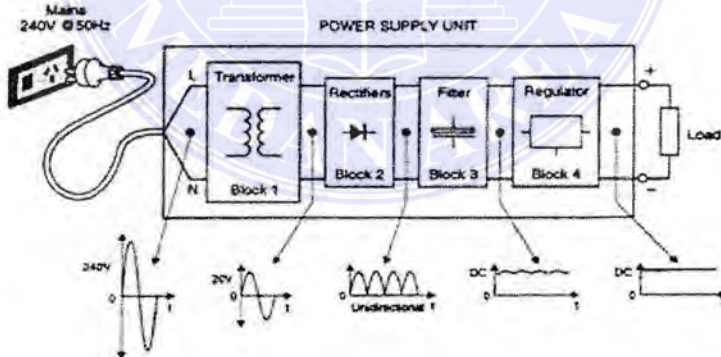 Mains
240V @ 50Hz
POWER SUPPLY UNIT
L
N
Transformer
Block 1
Rectifiers
Block 2
Filter
Block 3
Regulator
Block 4
+
Load
−
240V
0
t
20V
0
t
0
t
Unidirectional
DC
0
t
DC
0
t